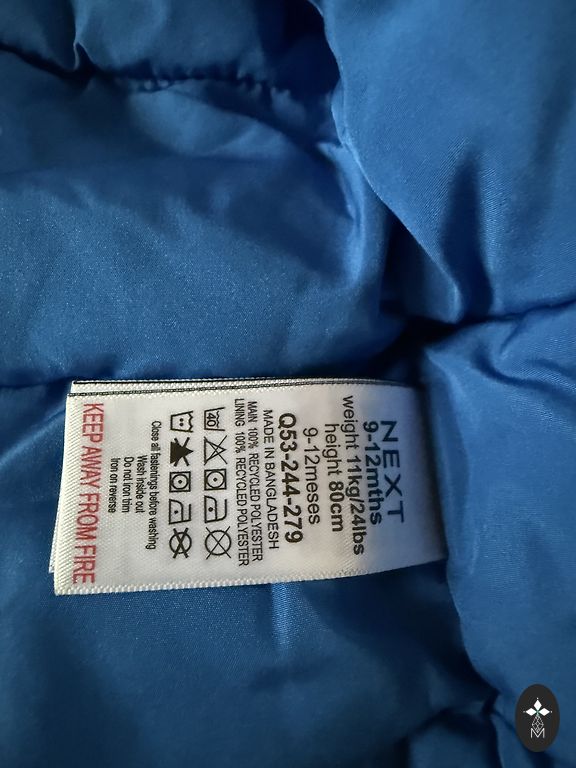 NEXT
9-12mths
weight 11kg/24lbs
height 80cm
9-12meses
Q53-244-279
MADE IN BANGLADESH
MAIN 100% RECYCLED POLYESTER
LINING 100% RECYCLED POLYESTER
40
Close all fastenings before washing
Wash inside out
Do not iron trim
Iron on reverse
KEEP AWAY FROM FIRE
M